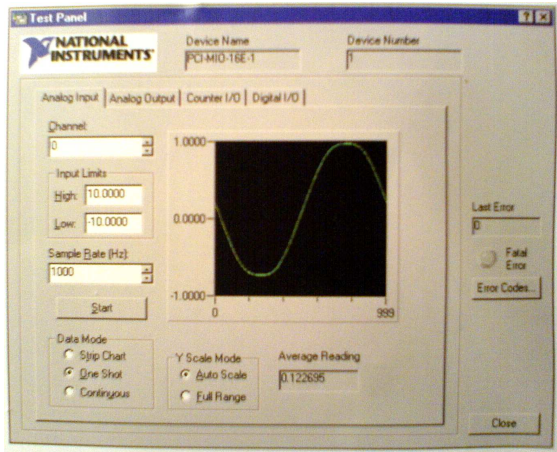 Test Panel
NATIONAL INSTRUMENTS
Device Name
PCI-MIO-16E-1
Device Number
1
Analog Input
Analog Output
Counter I/O
Digital I/O
Channel:
0
Input Limits
High: 10.0000
Low: -10.0000
Sample Rate (Hz):
1000
Start
1.0000
0.0000
-1.0000
0
999
Last Error
0
Fatal Error
Error Codes...
Data Mode
Strip Chart
One Shot
Continuous
Y Scale Mode
Auto Scale
Full Range
Average Reading
0.122695
Close